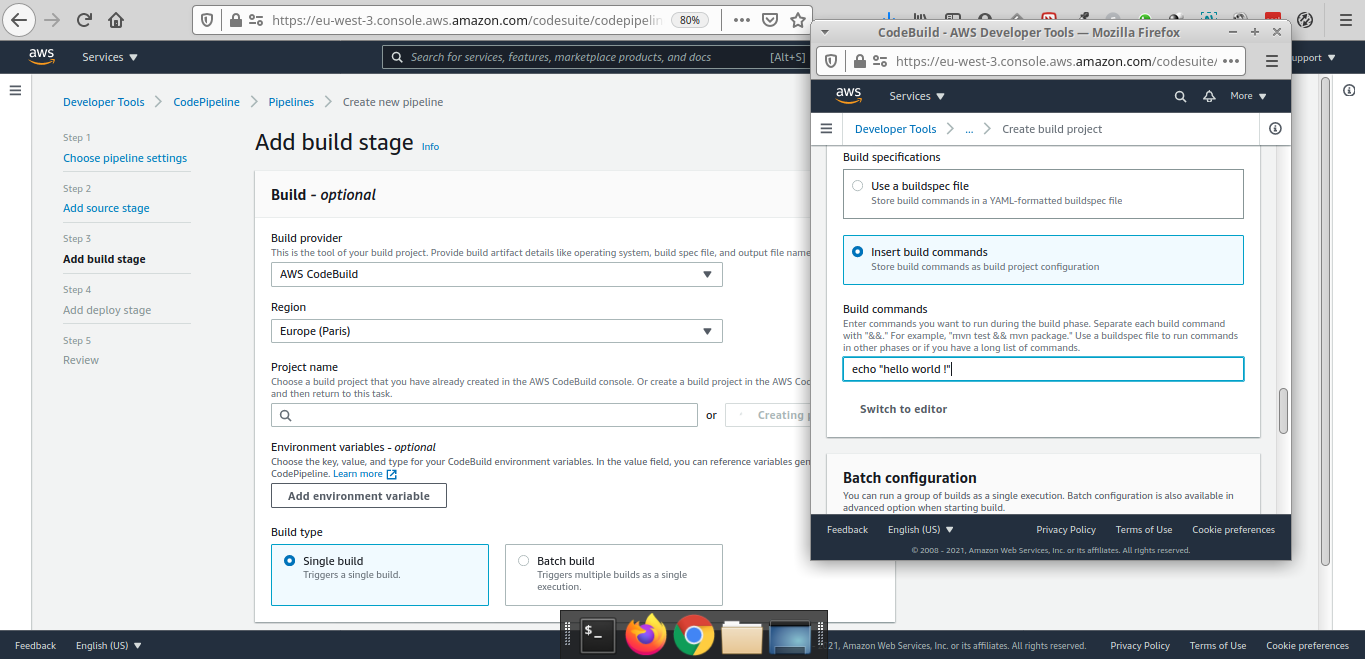 https://eu-west-3.console.aws.amazon.com/codesuite/codepipelin
80%
aws
Services
Search for services, features, marketplace products, and docs
[Alt+S]
upport
Developer Tools
CodePipeline
Pipelines
Create new pipeline
Step 1
Choose pipeline settings
Step 2
Add source stage
Step 3
Add build stage
Step 4
Add deploy stage
Step 5
Review
Add build stage Info
Build - optional
Build provider
This is the tool of your build project. Provide build artifact details like operating system, build spec file, and output file name
AWS CodeBuild
Region
Europe (Paris)
Project name
Choose a build project that you have already created in the AWS CodeBuild console. Or create a build project in the AWS Cod
and then return to this task.
or
Creating p
Environment variables - optional
Choose the key, value, and type for your CodeBuild environment variables. In the value field, you can reference variables gen
CodePipeline. Learn more
Add environment variable
Build type
Single build
Triggers a single build.
Batch build
Triggers multiple builds as a single
execution.
Feedback
English (US)
2021, Amazon Web Services, Inc. or its affiliates. All rights reserved.
Privacy Policy
Terms of Use
Cookie preferences
CodeBuild - AWS Developer Tools — Mozilla Firefox
https://eu-west-3.console.aws.amazon.com/codesuite/
aws
Services
More
Developer Tools
...
Create build project
Build specifications
Use a buildspec file
Store build commands in a YAML-formatted buildspec file
Insert build commands
Store build commands as build project configuration
Build commands
Enter commands you want to run during the build phase. Separate each build command
with "&&." For example, "mvn test && mvn package." Use a buildspec file to run commands
in other phases or if you have a long list of commands.
echo "hello world !"
Switch to editor
Batch configuration
You can run a group of builds as a single execution. Batch configuration is also available in
advanced option when starting build.
Feedback
English (US)
Privacy Policy
Terms of Use
Cookie preferences
© 2008 - 2021, Amazon Web Services, Inc. or its affiliates. All rights reserved.